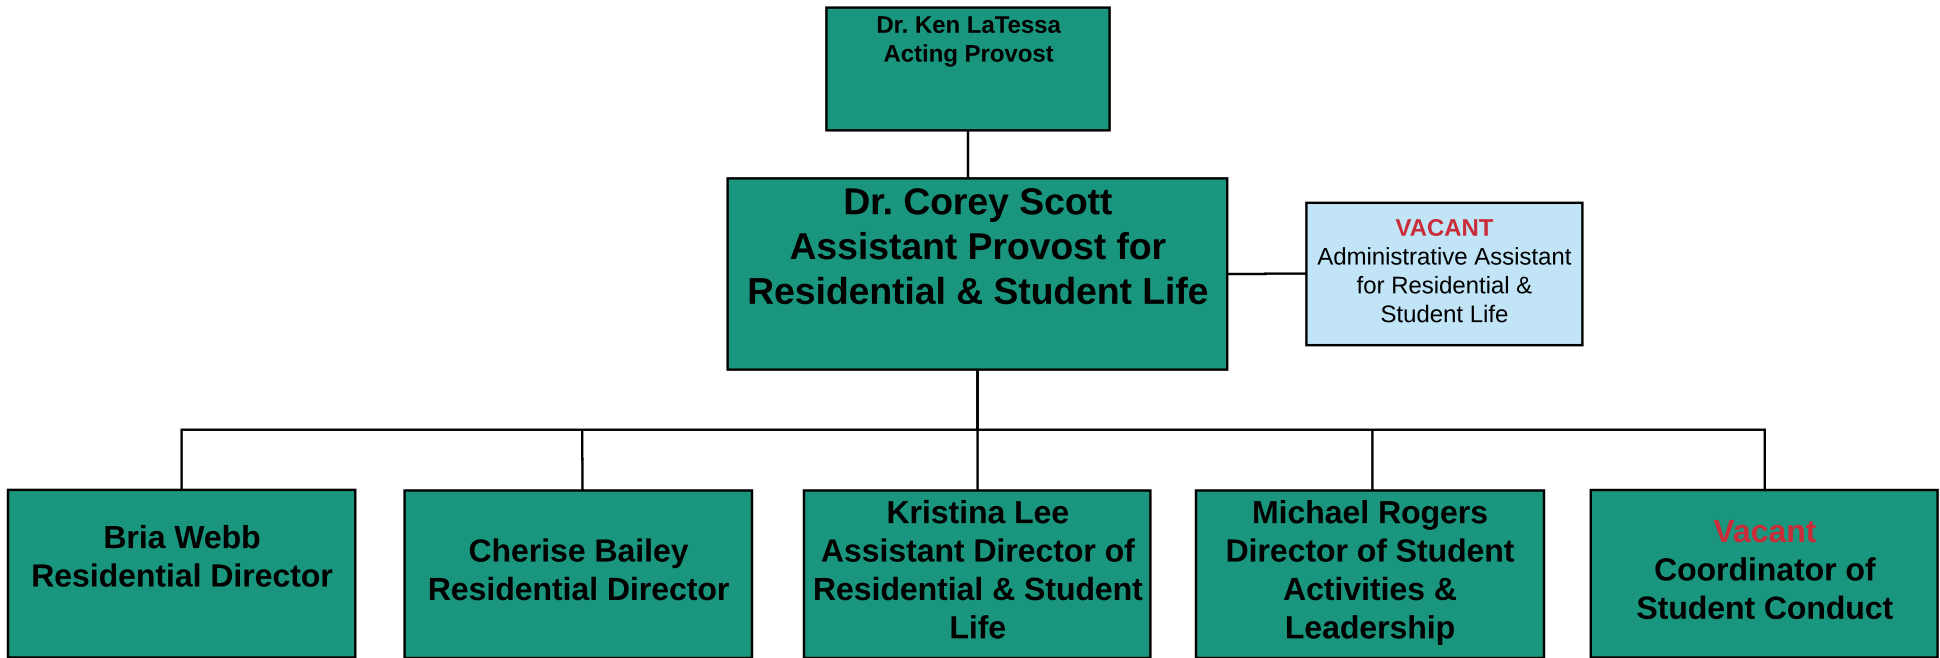 Dr. Ken LaTessa
Acting Provost
Dr. Corey Scott
Assistant Provost for
Residential & Student Life
VACANT
Administrative Assistant
for Residential &
Student Life
Bria Webb
Residential Director
Cherise Bailey
Residential Director
Kristina Lee
Assistant Director of
Residential & Student
Life
Michael Rogers
Director of Student
Activities &
Leadership
Vacant
Coordinator of
Student Conduct